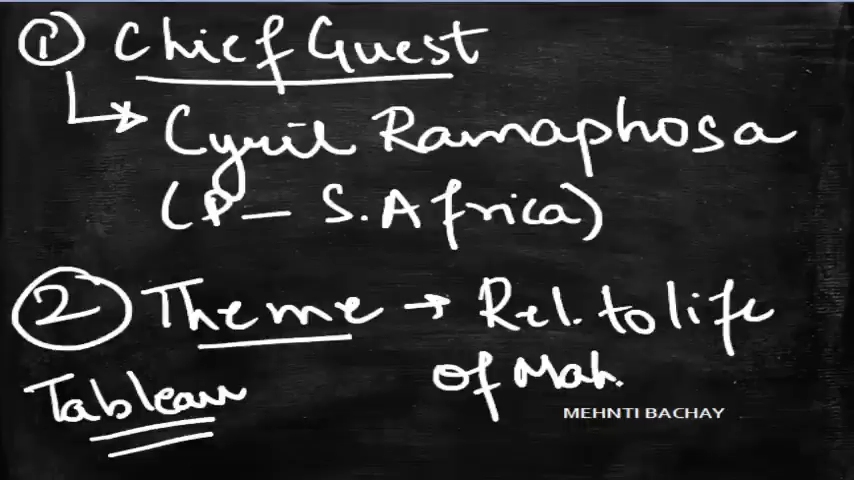 ① Chief Guest
Cyril Ramaphosa
(P – S. Africa)
② Theme → Rel. to life
of Mah.
Tableau
MEHNTI BACHAY